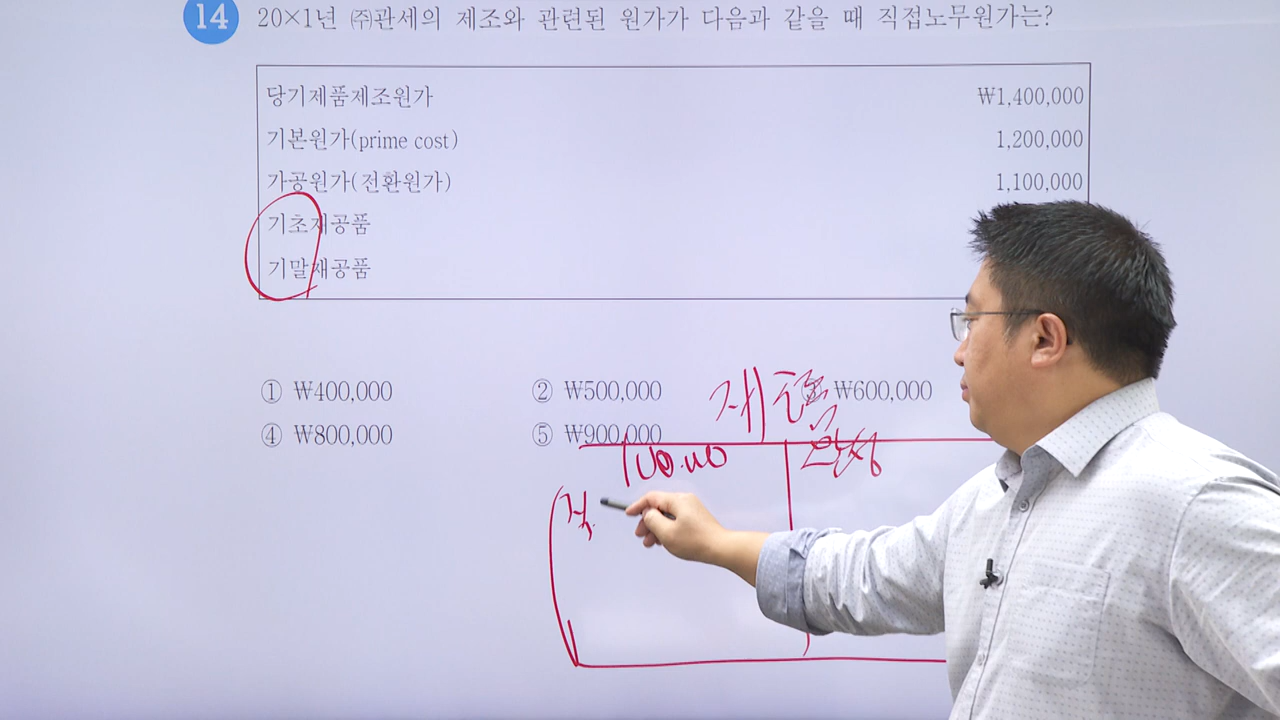 14 20×1년 ㈜관세의 제조와 관련된 원가가 다음과 같을 때 직접노무원가는?
당기제품제조원가 ₩1,400,000
기본원가(prime cost) 1,200,000
가공원가(전환원가) 1,100,000
기초재공품
기말재공품
① ₩400,000 ② ₩500,000 ₩600,000
④ ₩800,000 ⑤ ₩900,000
재공품
100.000 완성
직